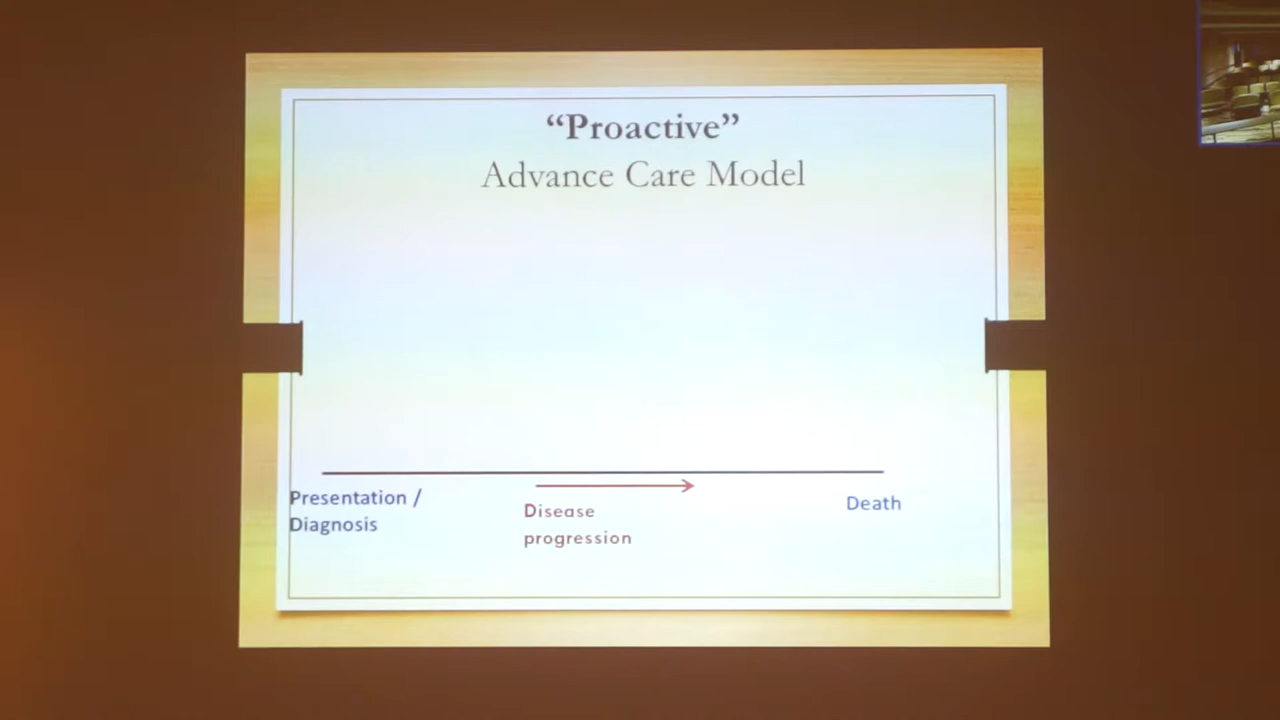 “Proactive”
Advance Care Model
Presentation /
Diagnosis
Disease
progression
Death